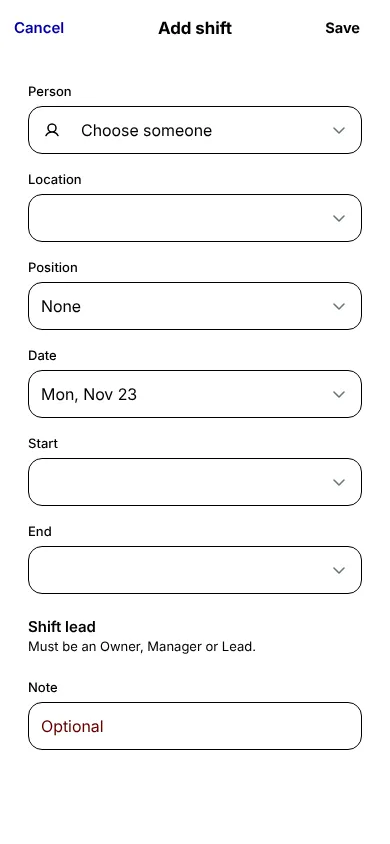 Cancel
Add shift
Save
Person
Choose someone
Location
Position
None
Date
Mon, Nov 23
Start
End
Shift lead
Must be an Owner, Manager or Lead.
Note
Optional